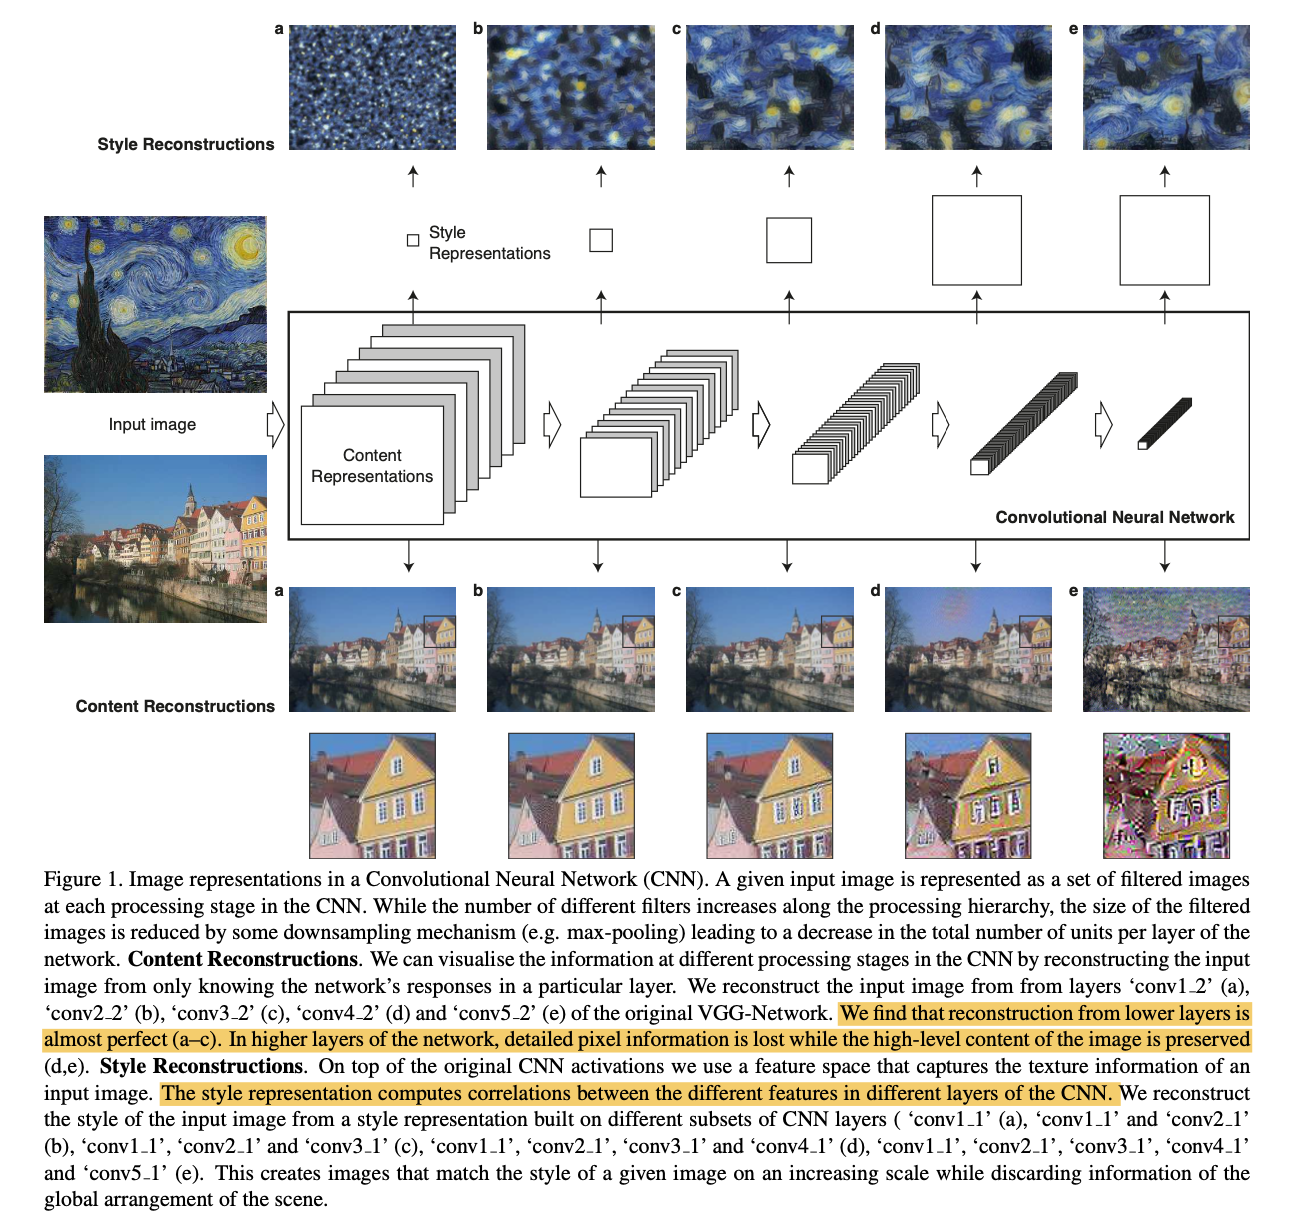 a b c d e
Style Reconstructions
Style
Representations
Input image
Content
Representations
Convolutional Neural Network
a b c d e
Content Reconstructions
Figure 1. Image representations in a Convolutional Neural Network (CNN). A given input image is represented as a set of filtered images
at each processing stage in the CNN. While the number of different filters increases along the processing hierarchy, the size of the filtered
images is reduced by some downsampling mechanism (e.g. max-pooling) leading to a decrease in the total number of units per layer of the
network. Content Reconstructions. We can visualise the information at different processing stages in the CNN by reconstructing the input
image from only knowing the network’s responses in a particular layer. We reconstruct the input image from from layers ‘conv1_2’ (a),
‘conv2_2’ (b), ‘conv3_2’ (c), ‘conv4_2’ (d) and ‘conv5_2’ (e) of the original VGG-Network. We find that reconstruction from lower layers is
almost perfect (a–c). In higher layers of the network, detailed pixel information is lost while the high-level content of the image is preserved
(d,e). Style Reconstructions. On top of the original CNN activations we use a feature space that captures the texture information of an
input image. The style representation computes correlations between the different features in different layers of the CNN. We reconstruct
the style of the input image from a style representation built on different subsets of CNN layers ( ‘conv1_1’ (a), ‘conv1_1’ and ‘conv2_1’
(b), ‘conv1_1’, ‘conv2_1’ and ‘conv3_1’ (c), ‘conv1_1’, ‘conv2_1’, ‘conv3_1’ and ‘conv4_1’ (d), ‘conv1_1’, ‘conv2_1’, ‘conv3_1’, ‘conv4_1’
and ‘conv5_1’ (e). This creates images that match the style of a given image on an increasing scale while discarding information of the
global arrangement of the scene.